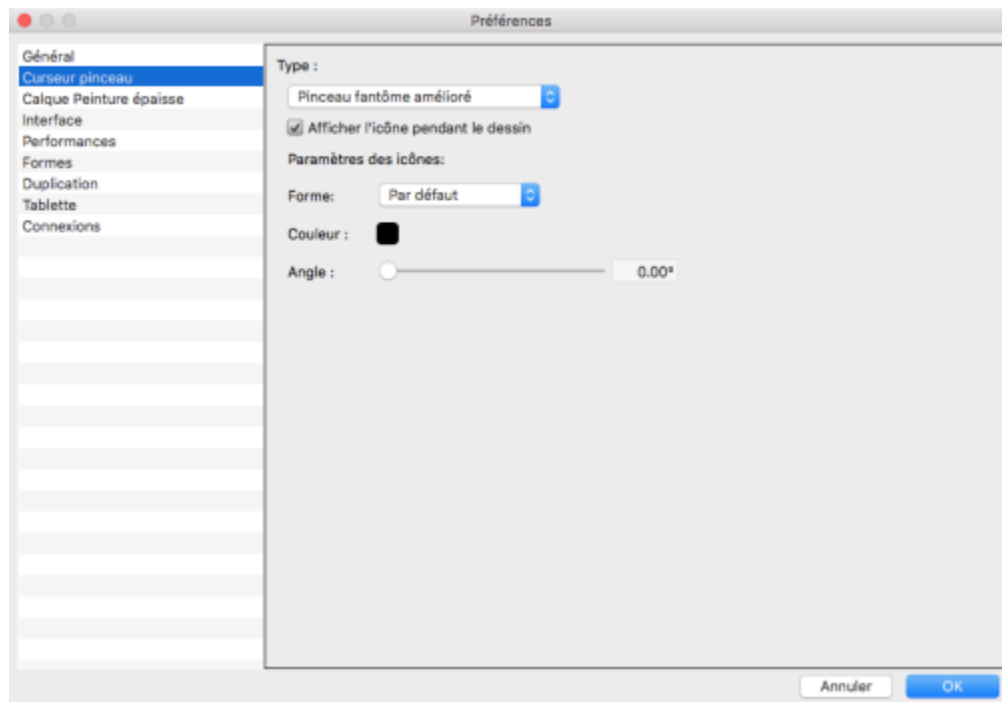 Préférences
Général
Curseur pinceau
Calque Peinture épaisse
Interface
Performances
Formes
Duplication
Tablette
Connexions
Type :
Pinceau fantôme amélioré
Afficher l'icône pendant le dessin
Paramètres des icônes:
Forme: Par défaut
Couleur :
Angle : 0.00°
Annuler OK